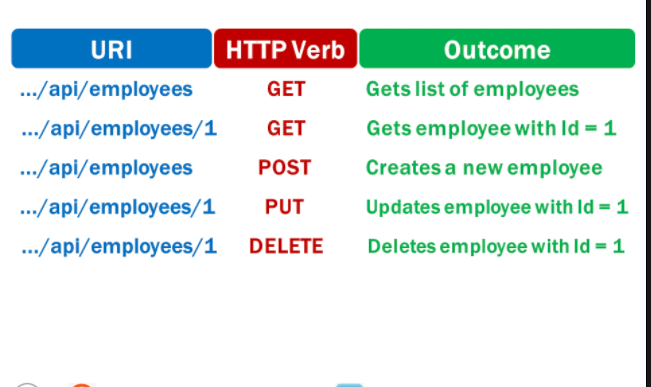 URI HTTP Verb Outcome
.../api/employees GET Gets list of employees
.../api/employees/1 GET Gets employee with Id = 1
.../api/employees POST Creates a new employee
.../api/employees/1 PUT Updates employee with Id = 1
.../api/employees/1 DELETE Deletes employee with Id = 1